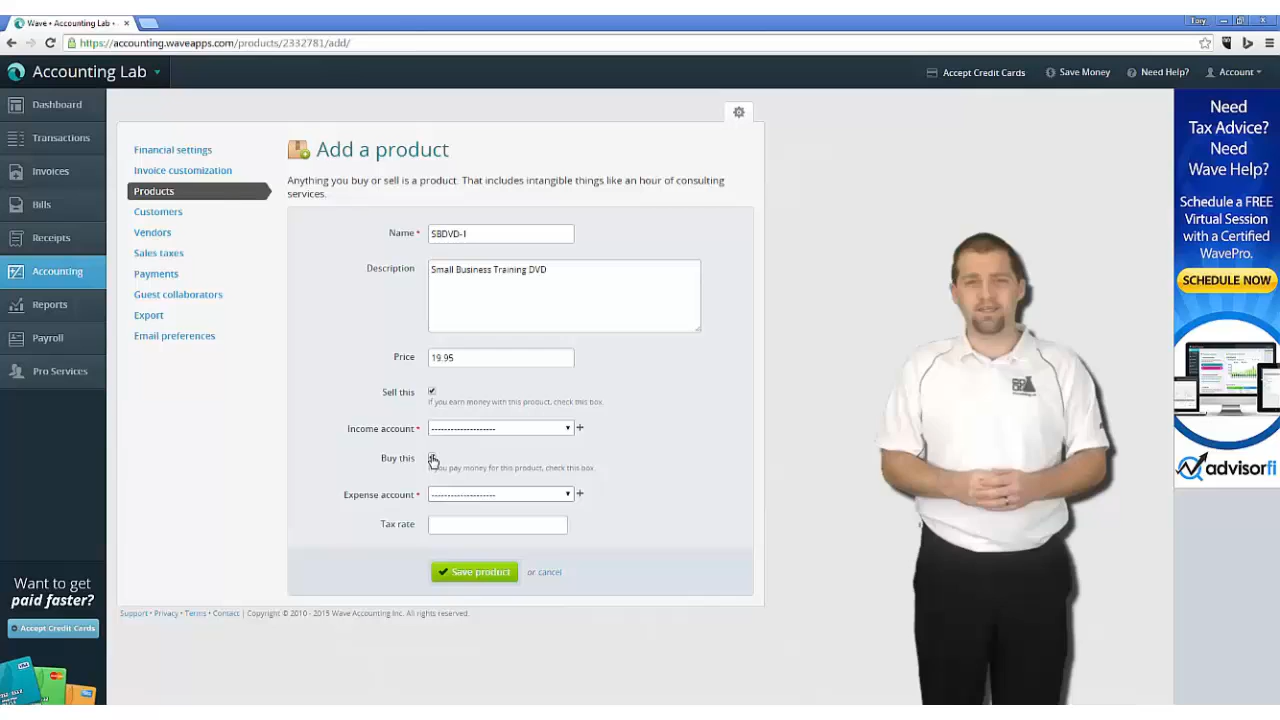 Wave • Accounting Lab •
Tory
https://accounting.waveapps.com/products/2332781/add/
Accounting Lab
Accept Credit Cards
Save Money
Need Help?
Account
Dashboard
Transactions
Invoices
Bills
Receipts
Accounting
Reports
Payroll
Pro Services
Want to get
paid faster?
Accept Credit Cards
Financial settings
Invoice customization
Products
Customers
Vendors
Sales taxes
Payments
Guest collaborators
Export
Email preferences
Add a product
Anything you buy or sell is a product. That includes intangible things like an hour of consulting
services.
Name * SBDVD-1
Description Small Business Training DVD
Price 19.95
Sell this
If you earn money with this product, check this box.
Income account * --------------------
Buy this
you pay money for this product, check this box.
Expense account * --------------------
Tax rate
Save product or cancel
Support • Privacy • Terms • Contact | Copyright © 2010 - 2015 Wave Accounting Inc. All rights reserved.
Need
Tax Advice?
Need
Wave Help?
Schedule a FREE
Virtual Session
with a Certified
WavePro.
SCHEDULE NOW
advisorfi